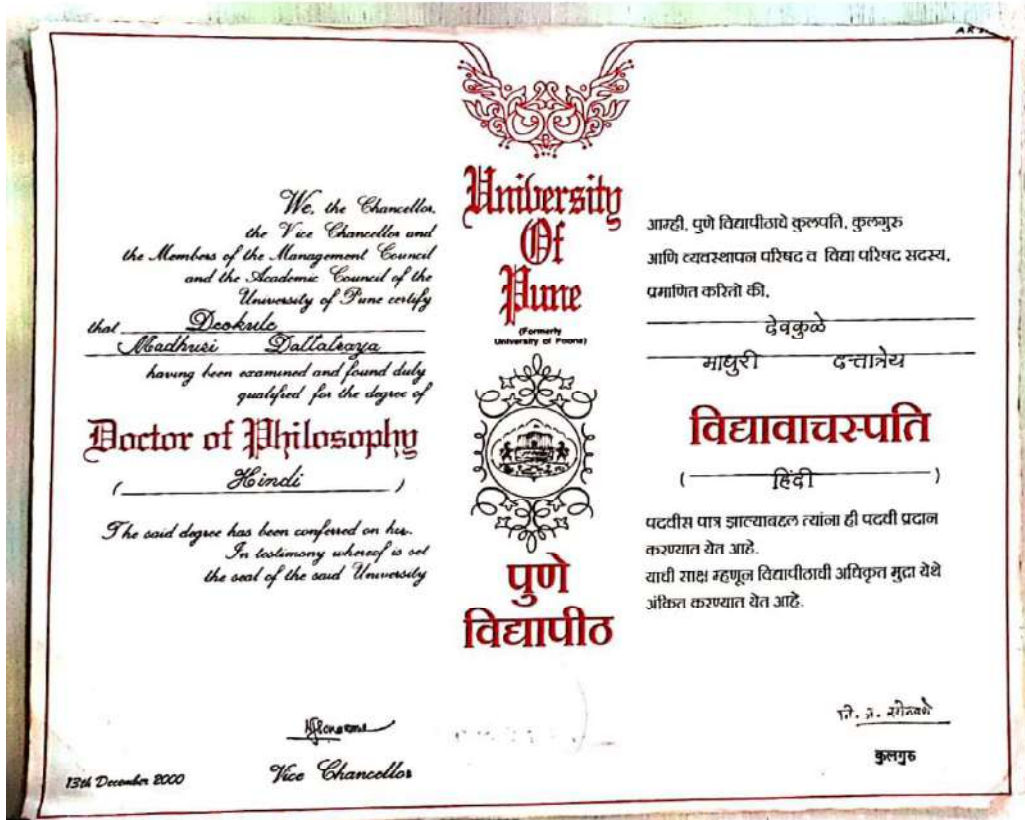 We, the Chancellor,
the Vice Chancellor and
the Members of the Management Council
and the Academic Council of the
University of Pune certify
that Deokule
Madhuri Dattatraya
having been examined and found duly
qualified for the degree of
Doctor of Philosophy
( Hindi )
The said degree has been conferred on her.
In testimony whereof is set
the seal of the said University
13th December 2000
Vice Chancellor
University
Of
Pune
(Formerly
University of Poona)
पुणे
विद्यापीठ
आम्ही, पुणे विद्यापीठाचे कुलपति, कुलगुरु
आणि व्यवस्थापन परिषद व विद्या परिषद सदस्य,
प्रमाणित करितो की,
देवकुळे
माधुरी दत्तात्रेय
विद्यावाचस्पति
( हिंदी )
पदवीस पात्र झाल्याबद्दल त्यांना ही पदवी प्रदान
करण्यात येत आहे.
याची साक्ष म्हणून विद्यापीठाची अधिकृत मुद्रा येथे
अंकित करण्यात येत आहे.
कुलगुरु